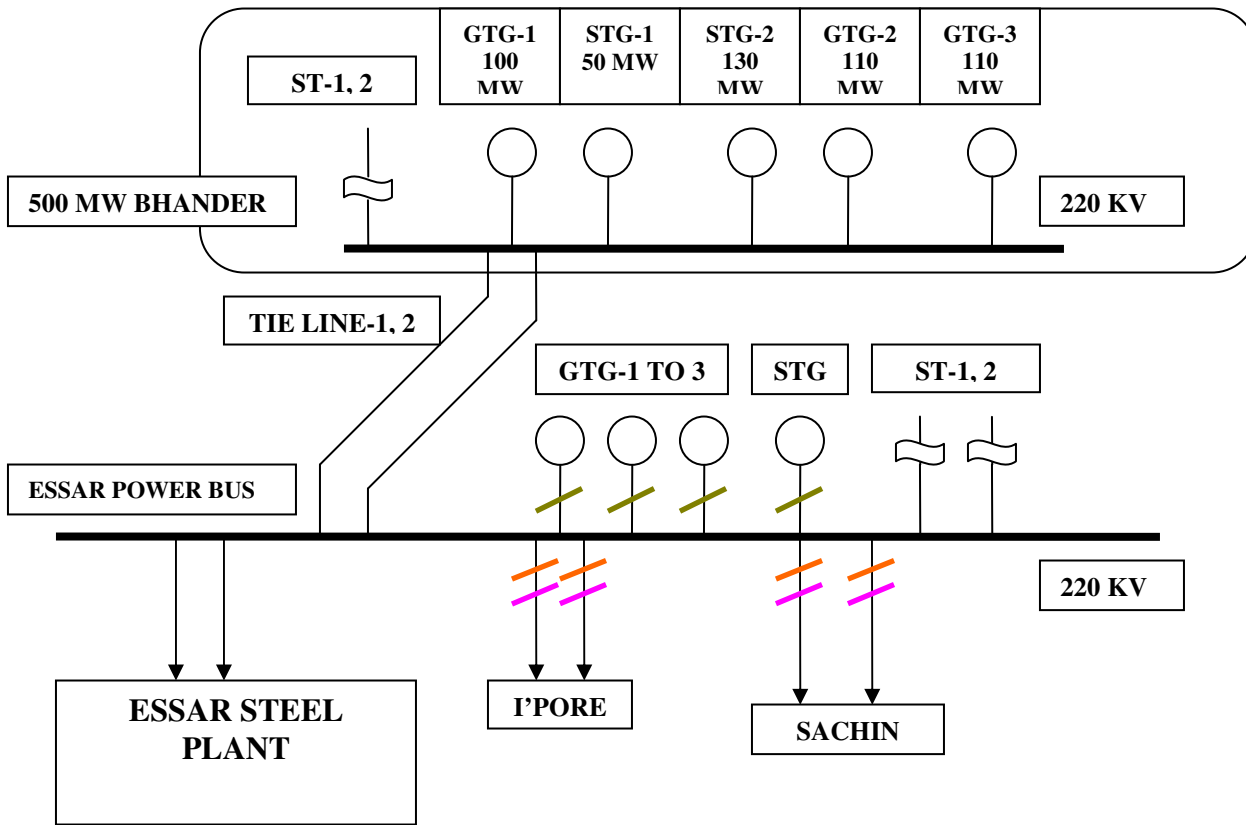 GTG-1
100
MW
STG-1
50 MW
STG-2
130
MW
GTG-2
110
MW
GTG-3
110
MW
ST-1, 2
500 MW BHANDER
220 KV
TIE LINE-1, 2
GTG-1 TO 3
STG
ST-1, 2
ESSAR POWER BUS
220 KV
ESSAR STEEL
PLANT
I’PORE
SACHIN